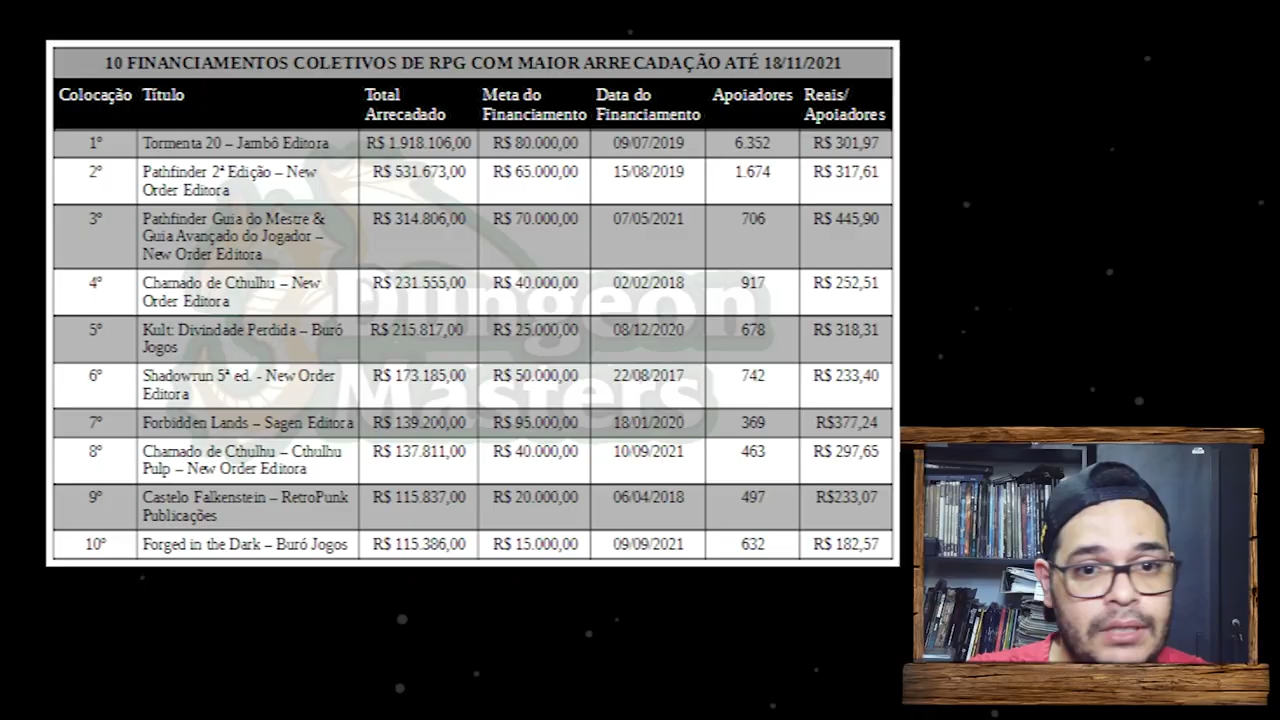 10 FINANCIAMENTOS COLETIVOS DE RPG COM MAIOR ARRECADAÇÃO ATÉ 18/11/2021
Colocação Título Total Arrecadado Meta do Financiamento Data do Financiamento Apoiadores Reais/ Apoiadores
1º Tormenta 20 – Jambô Editora R$ 1.918.106,00 R$ 80.000,00 09/07/2019 6.352 R$ 301,97
2º Pathfinder 2ª Edição – New Order Editora R$ 531.673,00 R$ 65.000,00 15/08/2019 1.674 R$ 317,61
3º Pathfinder Guia do Mestre & Guia Avançado do Jogador – New Order Editora R$ 314.806,00 R$ 70.000,00 07/05/2021 706 R$ 445,90
4º Chamado de Cthulhu – New Order Editora R$ 231.555,00 R$ 40.000,00 02/02/2018 917 R$ 252,51
5º Kult: Divindade Perdida – Buró Jogos R$ 215.817,00 R$ 25.000,00 08/12/2020 678 R$ 318,31
6º Shadowrun 5ª ed. - New Order Editora R$ 173.185,00 R$ 50.000,00 22/08/2017 742 R$ 233,40
7º Forbidden Lands – Sagen Editora R$ 139.200,00 R$ 95.000,00 18/01/2020 369 R$377,24
8º Chamado de Cthulhu – Cthulhu Pulp – New Order Editora R$ 137.811,00 R$ 40.000,00 10/09/2021 463 R$ 297,65
9º Castelo Falkenstein – RetroPunk Publicações R$ 115.837,00 R$ 20.000,00 06/04/2018 497 R$233,07
10º Forged in the Dark – Buró Jogos R$ 115.386,00 R$ 15.000,00 09/09/2021 632 R$ 182,57
Dungeon
Masters